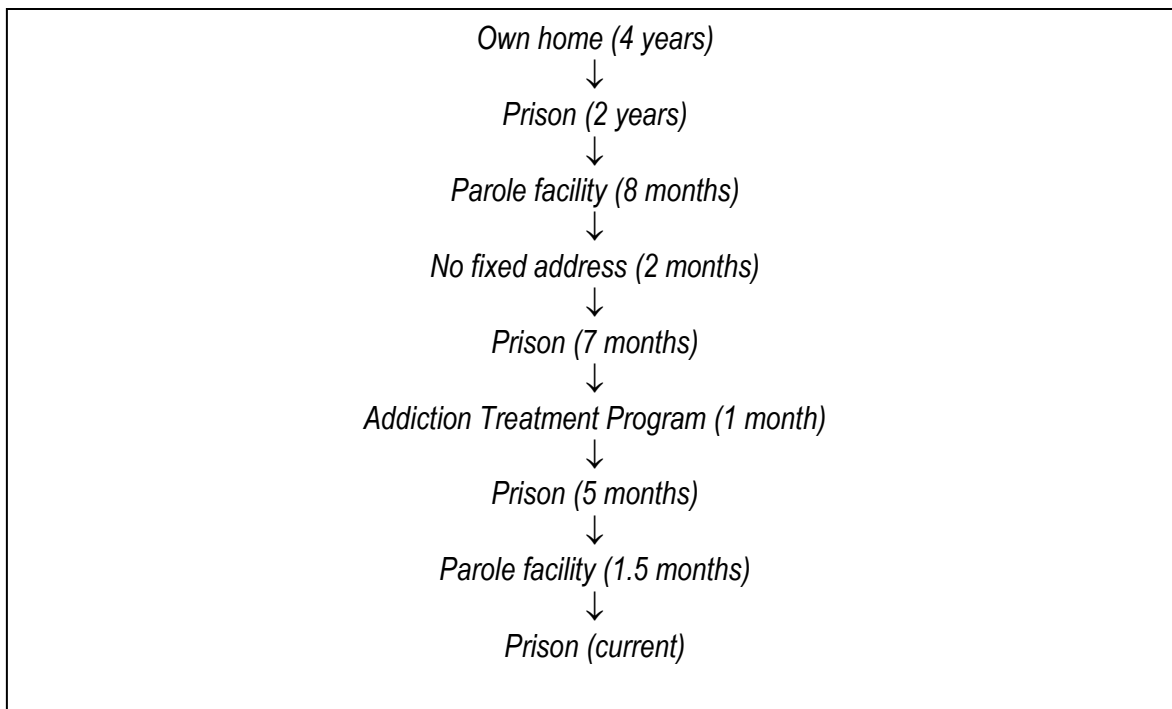 Own home (4 years)
↓
Prison (2 years)
↓
Parole facility (8 months)
↓
No fixed address (2 months)
↓
Prison (7 months)
↓
Addiction Treatment Program (1 month)
↓
Prison (5 months)
↓
Parole facility (1.5 months)
↓
Prison (current)